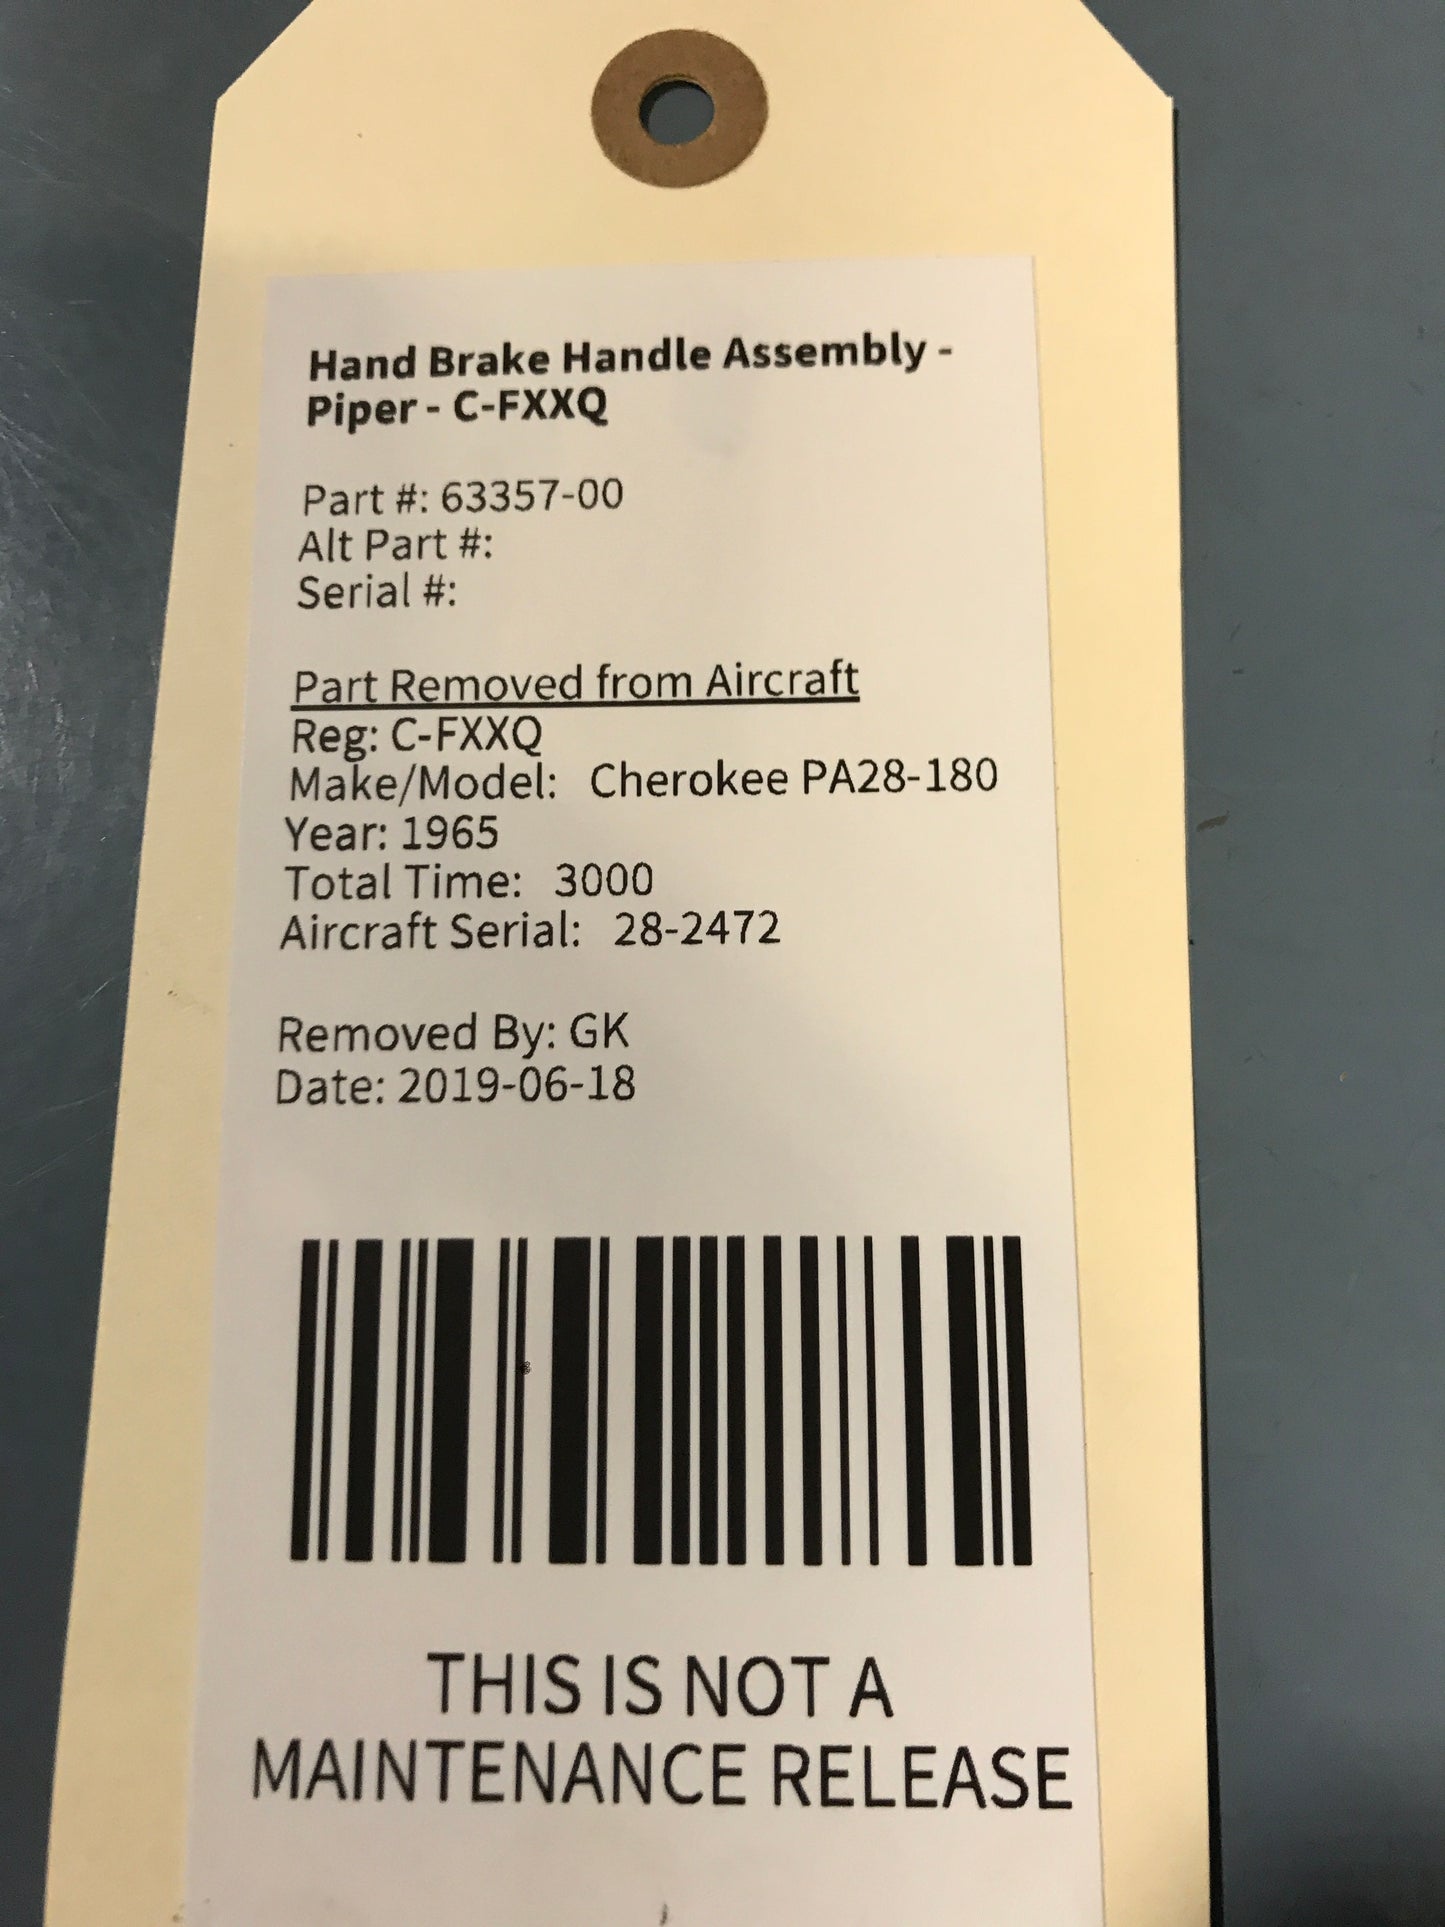 Hand Brake Handle Assembly -
Piper - C-FXXQ
Part #: 63357-00
Alt Part #:
Serial #:
Part Removed from Aircraft
Reg: C-FXXQ
Make/Model: Cherokee PA28-180
Year: 1965
Total Time: 3000
Aircraft Serial: 28-2472
Removed By: GK
Date: 2019-06-18
THIS IS NOT A
MAINTENANCE RELEASE